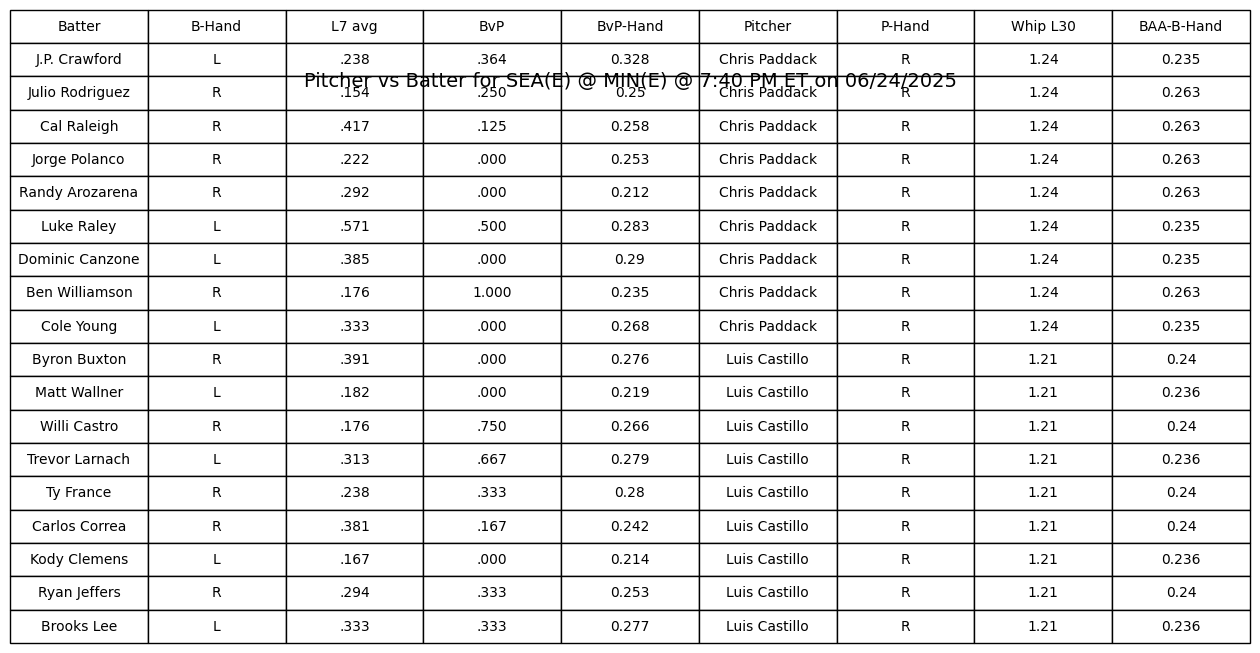 Batter B-Hand L7 avg BvP BvP-Hand Pitcher P-Hand Whip L30 BAA-B-Hand
J.P. Crawford L .238 .364 0.328 Chris Paddack R 1.24 0.235
Pitcher vs Batter for SEA(E) @ MIN(E) @ 7:40 PM ET on 06/24/2025
Julio Rodriguez R .154 .250 0.25 Chris Paddack R 1.24 0.263
Cal Raleigh R .417 .125 0.258 Chris Paddack R 1.24 0.263
Jorge Polanco R .222 .000 0.253 Chris Paddack R 1.24 0.263
Randy Arozarena R .292 .000 0.212 Chris Paddack R 1.24 0.263
Luke Raley L .571 .500 0.283 Chris Paddack R 1.24 0.235
Dominic Canzone L .385 .000 0.29 Chris Paddack R 1.24 0.235
Ben Williamson R .176 1.000 0.235 Chris Paddack R 1.24 0.263
Cole Young L .333 .000 0.268 Chris Paddack R 1.24 0.235
Byron Buxton R .391 .000 0.276 Luis Castillo R 1.21 0.24
Matt Wallner L .182 .000 0.219 Luis Castillo R 1.21 0.236
Willi Castro R .176 .750 0.266 Luis Castillo R 1.21 0.24
Trevor Larnach L .313 .667 0.279 Luis Castillo R 1.21 0.236
Ty France R .238 .333 0.28 Luis Castillo R 1.21 0.24
Carlos Correa R .381 .167 0.242 Luis Castillo R 1.21 0.24
Kody Clemens L .167 .000 0.214 Luis Castillo R 1.21 0.236
Ryan Jeffers R .294 .333 0.253 Luis Castillo R 1.21 0.24
Brooks Lee L .333 .333 0.277 Luis Castillo R 1.21 0.236